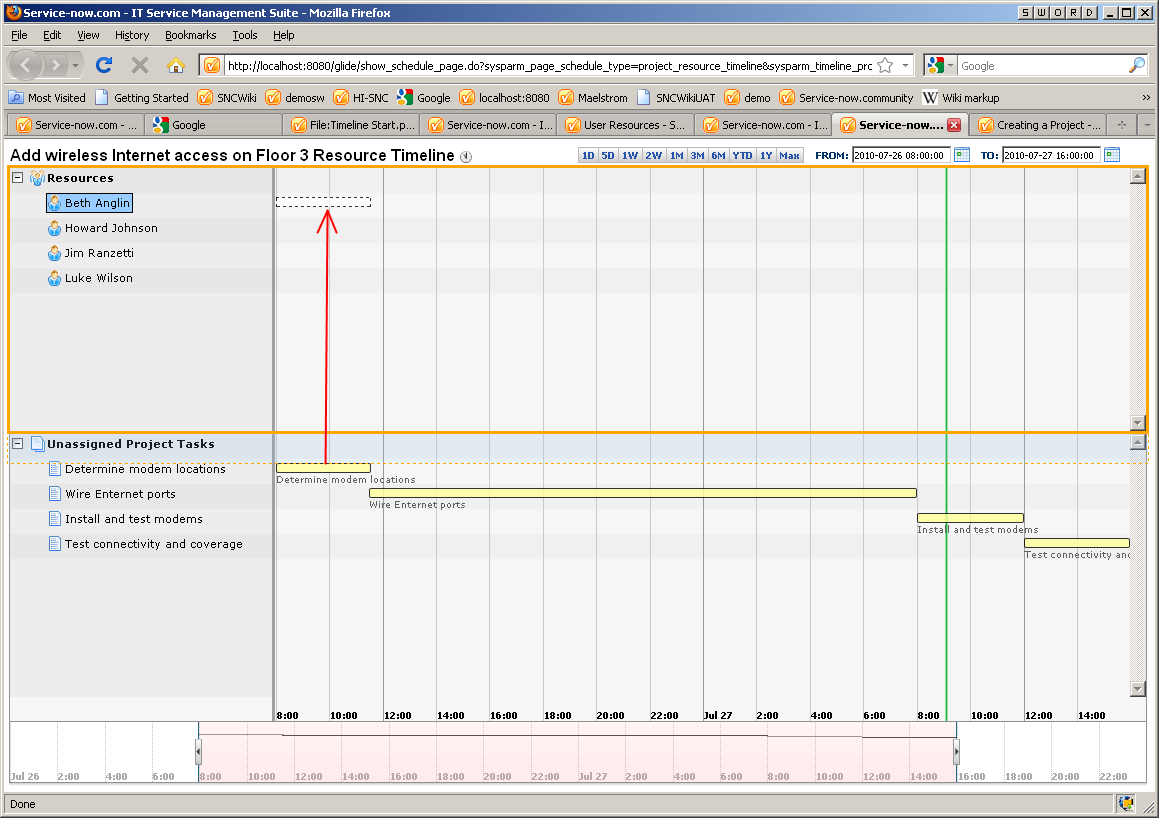 Service-now.com - IT Service Management Suite - Mozilla Firefox
S W O R D
File Edit View History Bookmarks Tools Help
http://localhost:8080/glide/show_schedule_page.do?sysparm_page_schedule_type=project_resource_timeline&sysparm_timeline_prc
Google
Most Visited Getting Started SNCWiki demosw HI-SNC Google localhost:8080 Maelstrom SNCWikiUAT demo Service-now.community Wiki markup »
Service-now.com - ... Google File:Timeline Start.p... Service-now.com - I... User Resources - S... Service-now.com - I... Service-now.... Creating a Project - ...
Add wireless Internet access on Floor 3 Resource Timeline
1D 5D 1W 2W 1M 3M 6M YTD 1Y Max FROM: 2010-07-26 08:00:00 TO: 2010-07-27 16:00:00
Resources
Beth Anglin
Howard Johnson
Jim Ranzetti
Luke Wilson
Unassigned Project Tasks
Determine modem locations
Determine modem locations
Wire Enternet ports
Wire Enternet ports
Install and test modems
Install and test modems
Test connectivity and coverage
Test connectivity and
8:00 10:00 12:00 14:00 16:00 18:00 20:00 22:00 Jul 27 2:00 4:00 6:00 8:00 10:00 12:00 14:00
Jul 26 2:00 4:00 6:00 8:00 10:00 12:00 14:00 16:00 18:00 20:00 22:00 Jul 27 2:00 4:00 6:00 8:00 10:00 12:00 14:00 16:00 18:00 20:00 22:00
Done